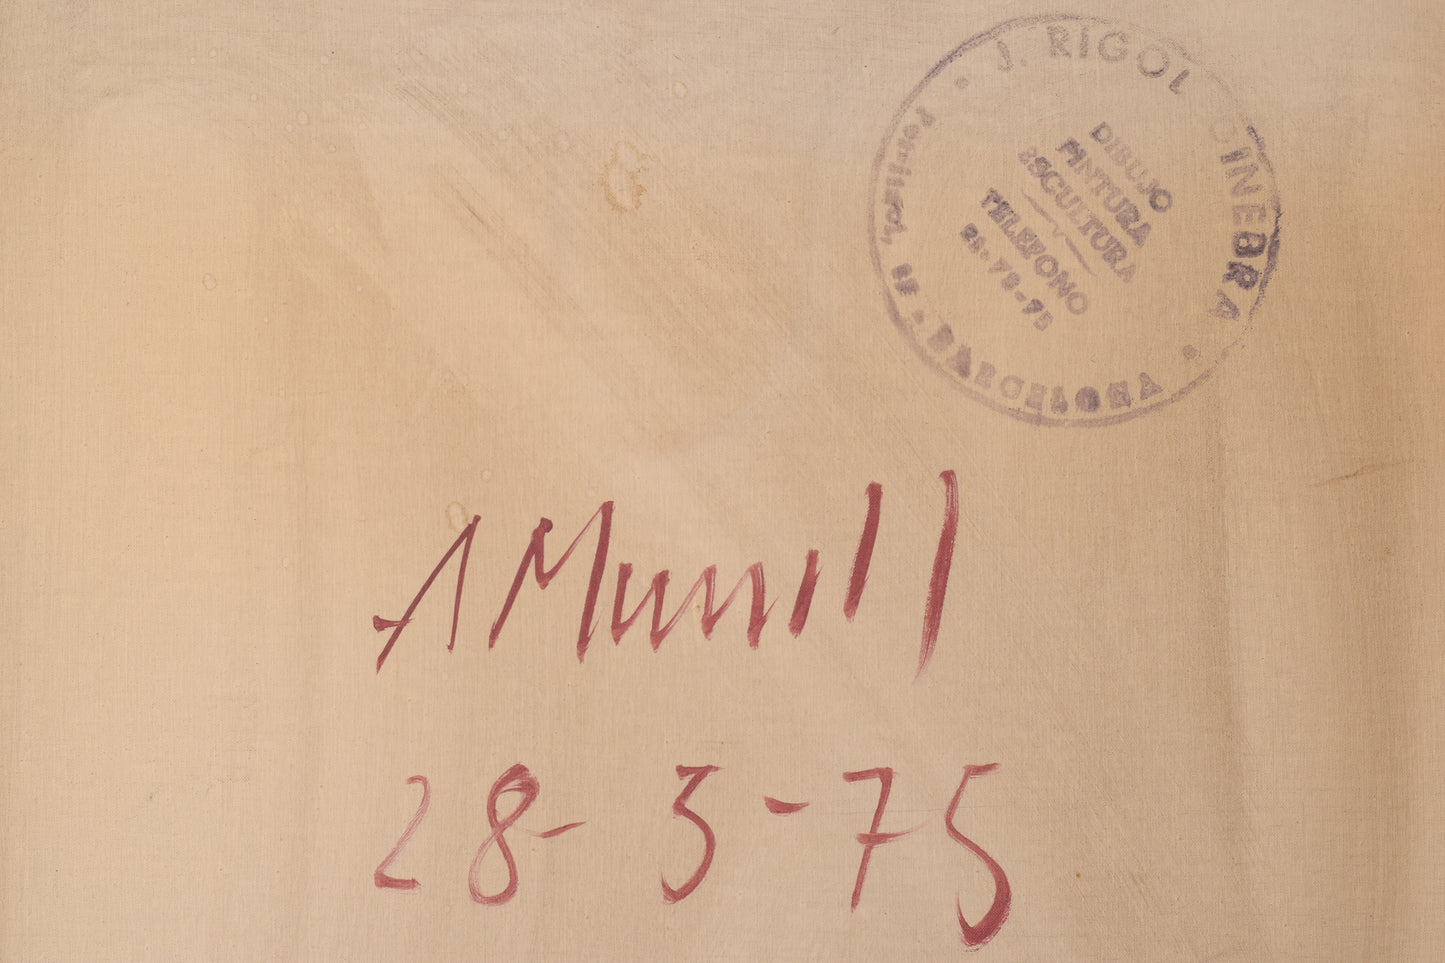 J. RIGOL GINEBRA
DIBUJO
PINTURA
ESCULTURA
TELEFONO
BARCELONA
A Munill
28-3-75